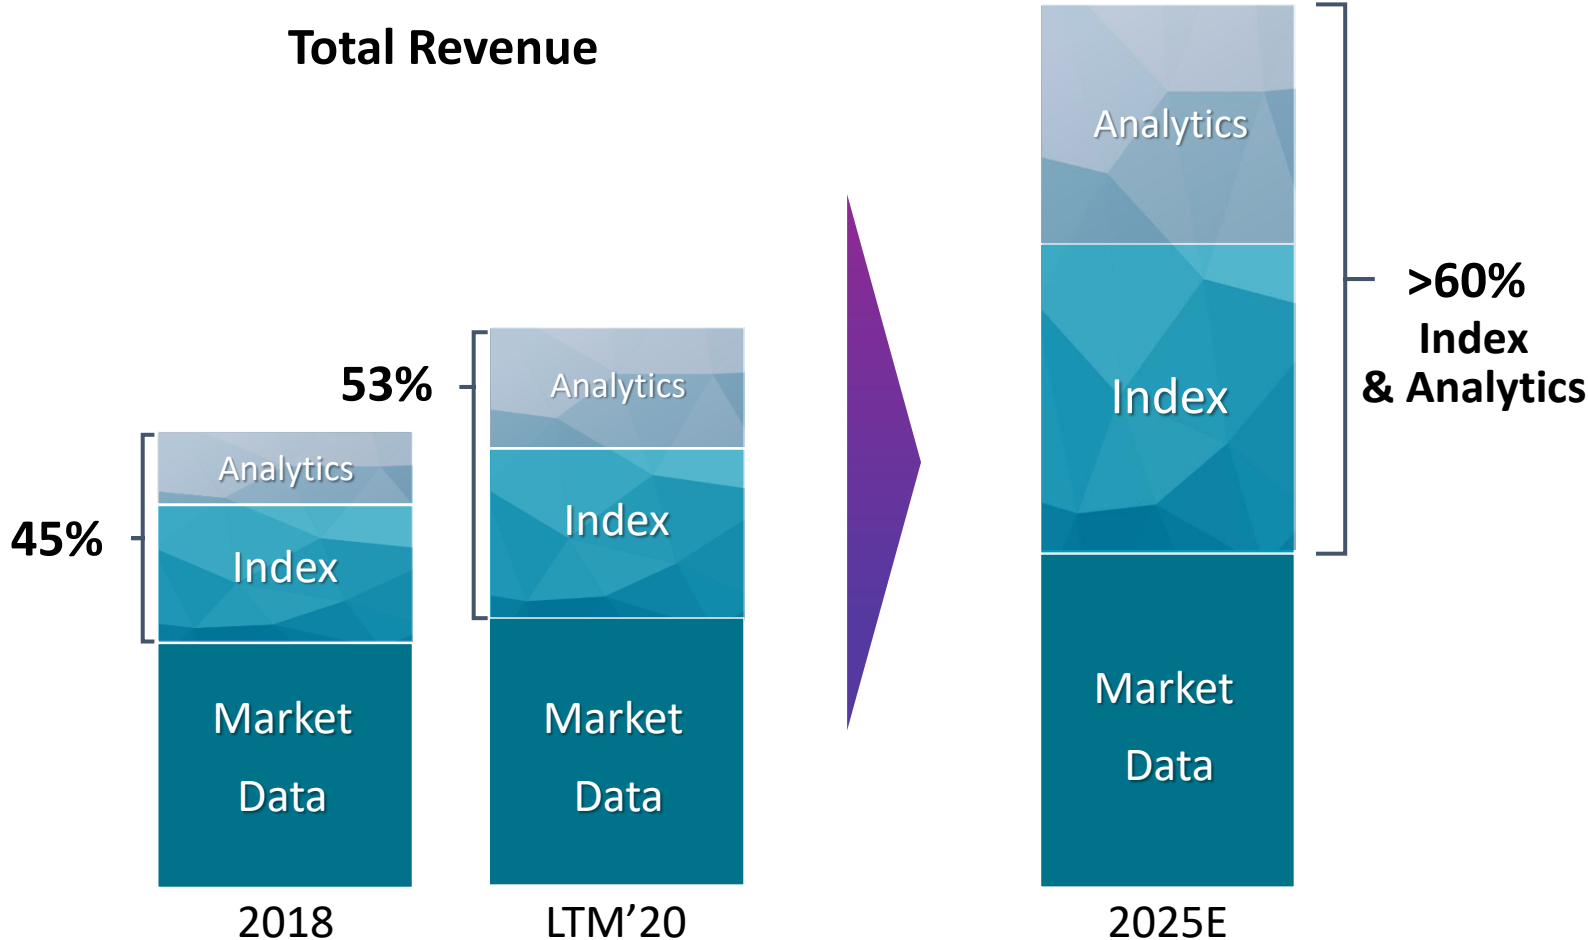 Total Revenue
45%
Analytics
Index
Market
Data
2018
53%
Analytics
Index
Market
Data
LTM’20
Analytics
Index
Market
Data
2025E
>60%
Index
& Analytics